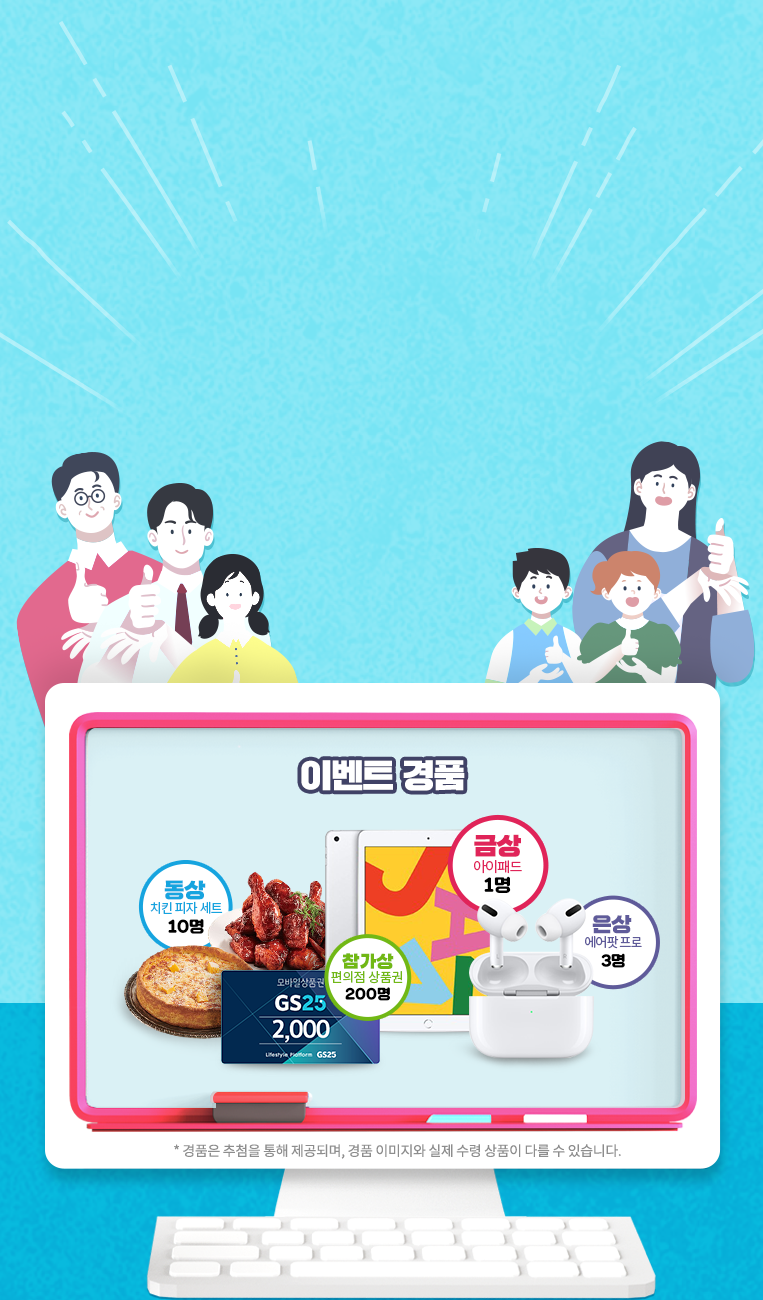 이벤트 경품
금상
아이패드
1명
동상
치킨 피자 세트
10명
은상
에어팟 프로
3명
참가상
편의점 상품권
200명
모바일상품권
GS25
2,000
Lifestyle Platform GS25
* 경품은 추첨을 통해 제공되며, 경품 이미지와 실제 수령 상품이 다를 수 있습니다.